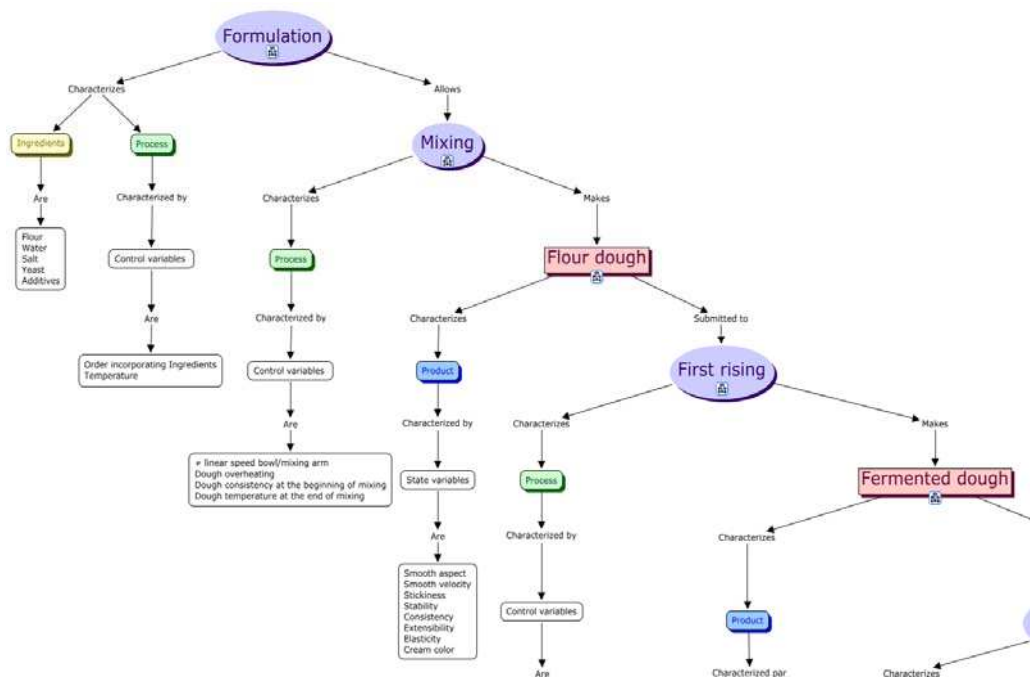 Formulation
Characterizes
Allows
Ingredients
Process
Mixing
Are
Characterized by
Characterizes
Makes
Flour
Water
Salt
Yeast
Additives
Control variables
Process
Flour dough
Are
Characterized by
Characterizes
Submitted to
Order incorporating Ingredients
Temperature
Control variables
Product
First rising
Are
Characterized by
Characterizes
Makes
≠ linear speed bowl/mixing arm
Dough overheating
Dough consistency at the beginning of mixing
Dough temperature at the end of mixing
State variables
Process
Fermented dough
Are
Characterized by
Characterizes
Smooth aspect
Smooth velocity
Stickiness
Stability
Consistency
Extensibility
Elasticity
Cream color
Control variables
Product
Are
Characterized par
Characterizes